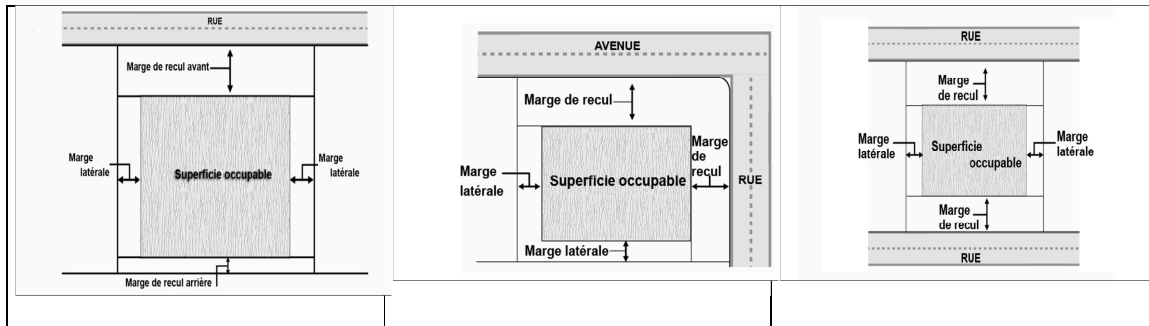 RUE
Marge de recul avant
Marge
latérale
Superficie occupable
Marge
latérale
Marge de recul arrière
AVENUE
Marge de recul
Marge
de
recul
Marge
latérale
Superficie occupable
RUE
Marge latérale
RUE
Marge
de recul
Marge
latérale
Superficie
occupable
Marge
latérale
Marge
de recul
RUE